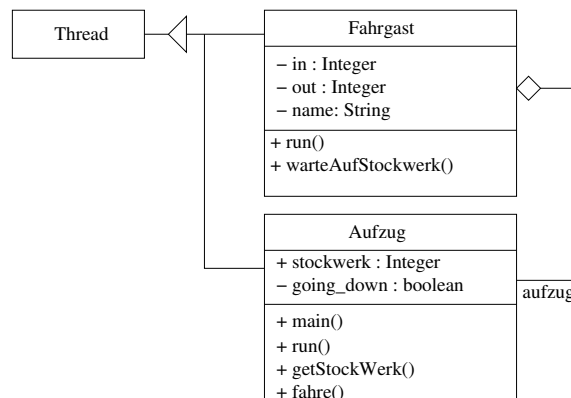 Thread
Fahrgast
– in : Integer
– out : Integer
– name: String
+ run()
+ warteAufStockwerk()
Aufzug
+ stockwerk : Integer
– going_down : boolean
aufzug
+ main()
+ run()
+ getStockWerk()
+ fahre()